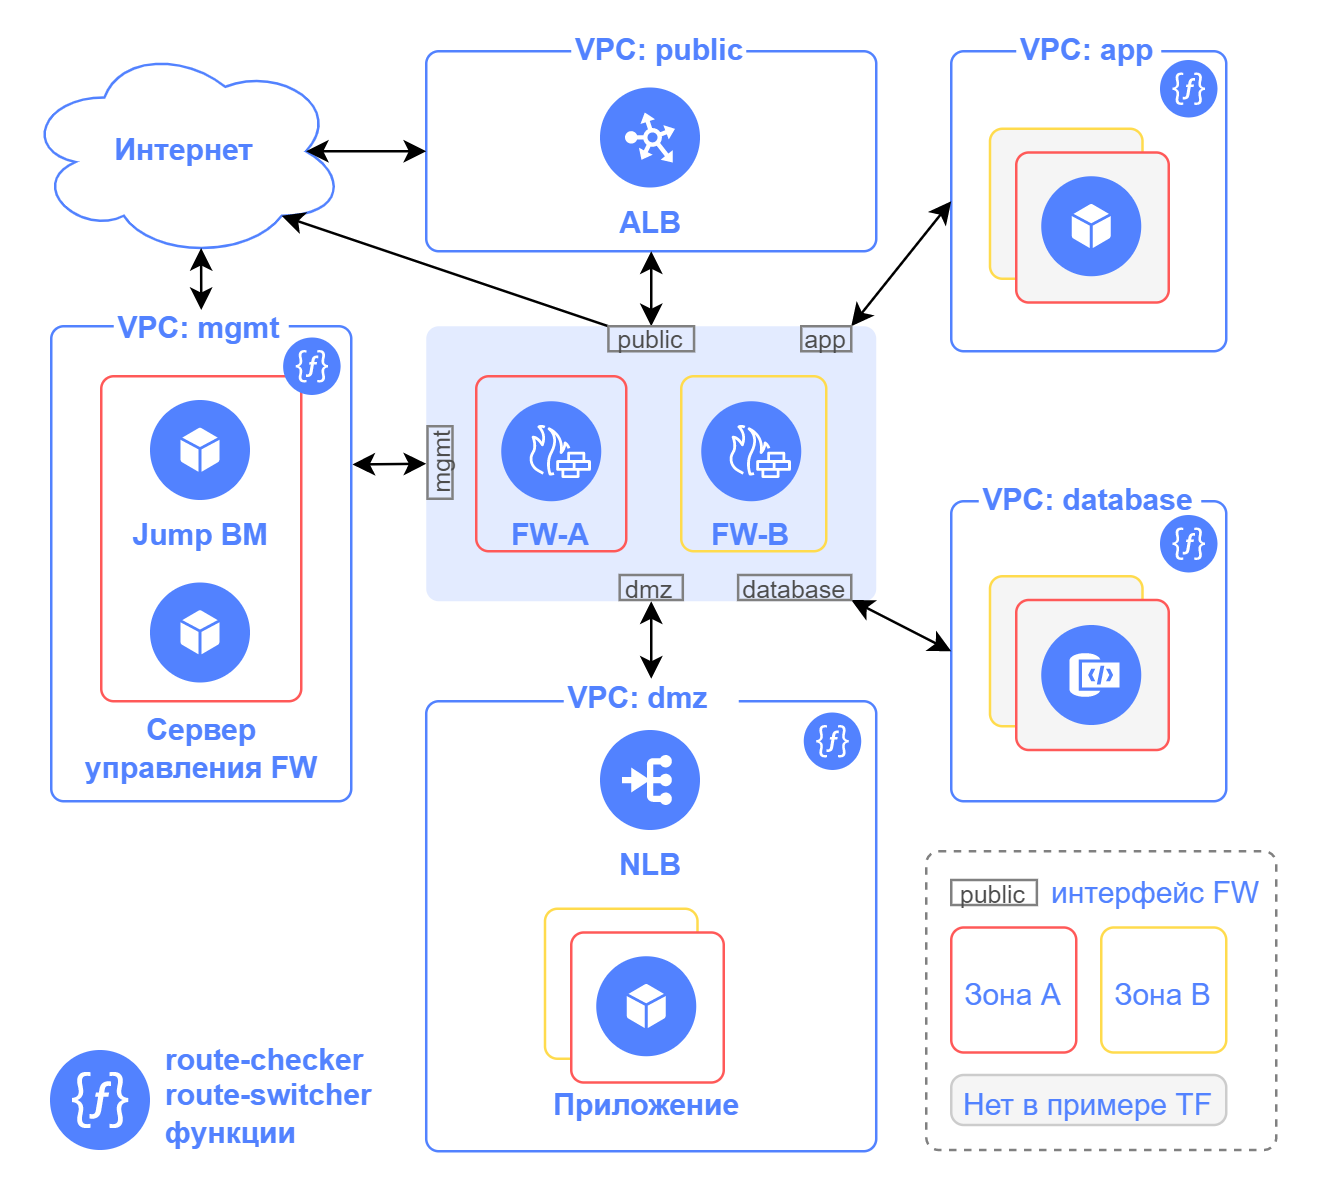 VPC: public
VPC: app
Интернет
ALB
VPC: mgmt
public
app
mgmt
Jump BM
FW-A
FW-B
VPC: database
dmz
database
VPC: dmz
Сервер
управления FW
NLB
public интерфейс FW
Зона A
Зона B
route-checker
route-switcher
функции
Приложение
Нет в примере TF